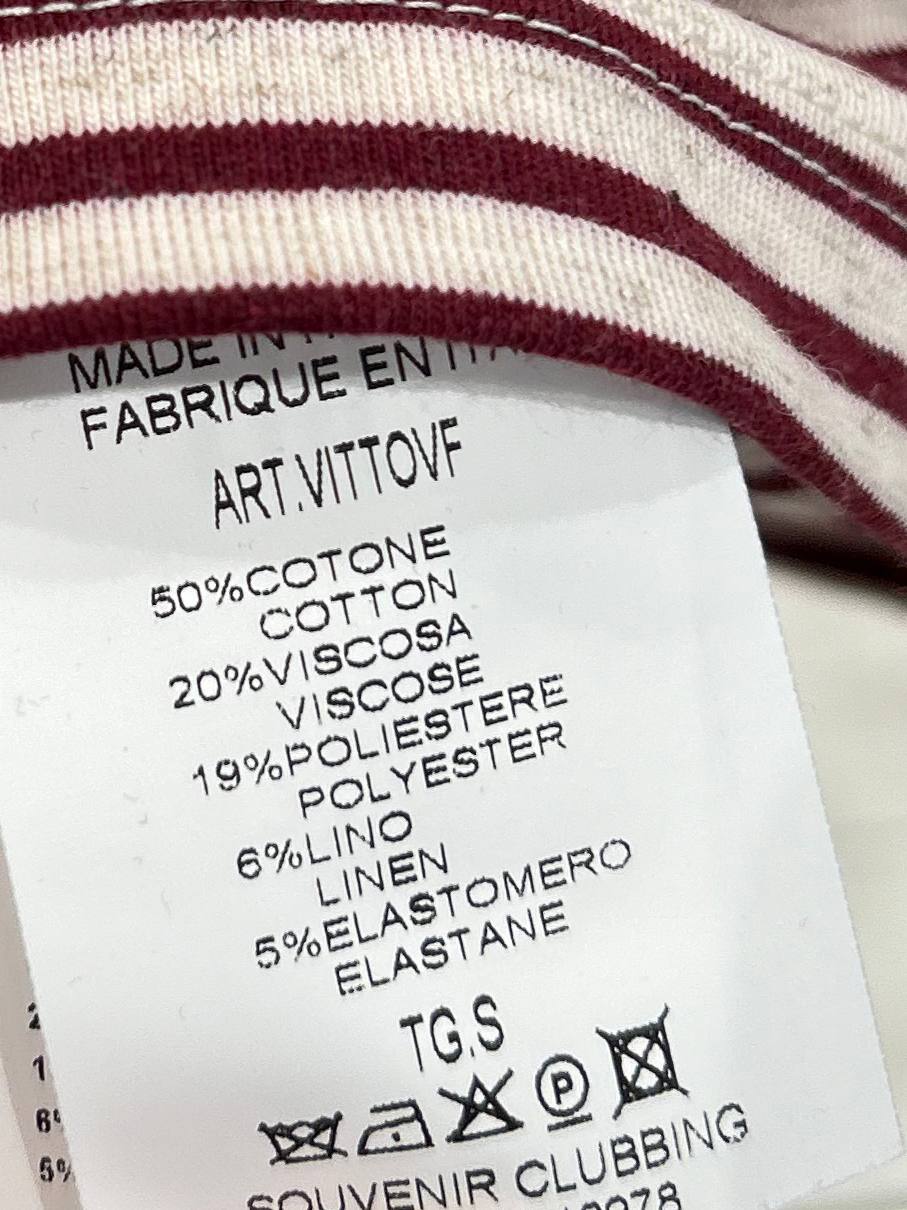 MADE IN
FABRIQUE EN
ART.VITTOVF
50%COTONE
COTTON
20%VISCOSA
VISCOSE
19%POLIESTERE
POLYESTER
6%LINO
LINEN
5%ELASTOMERO
ELASTANE
TG.S
P
SOUVENIR CLUBBING